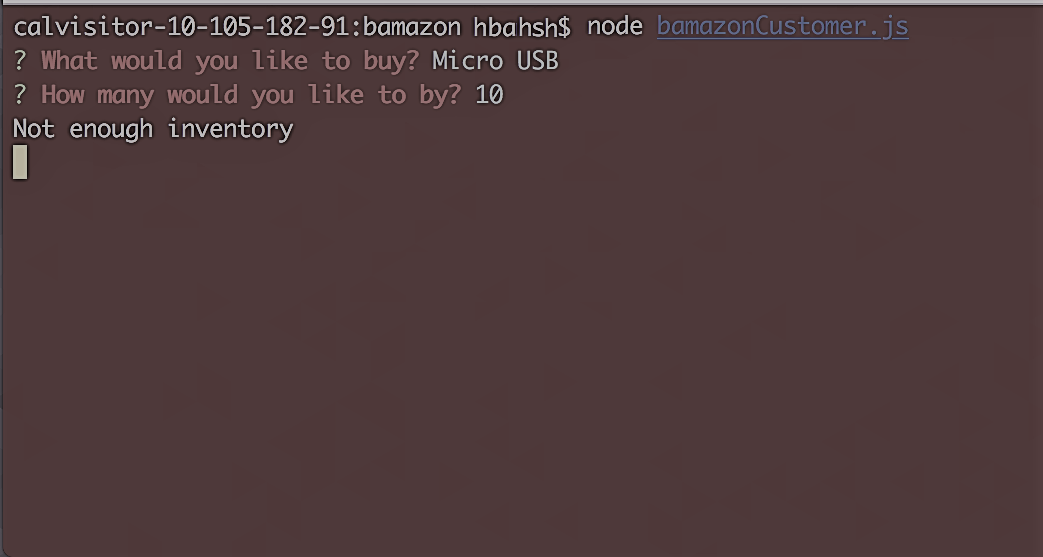 calvisitor-10-105-182-91:bamazon hbahsh$ node bamazonCustomer.js
? What would you like to buy? Micro USB
? How many would you like to by? 10
Not enough inventory